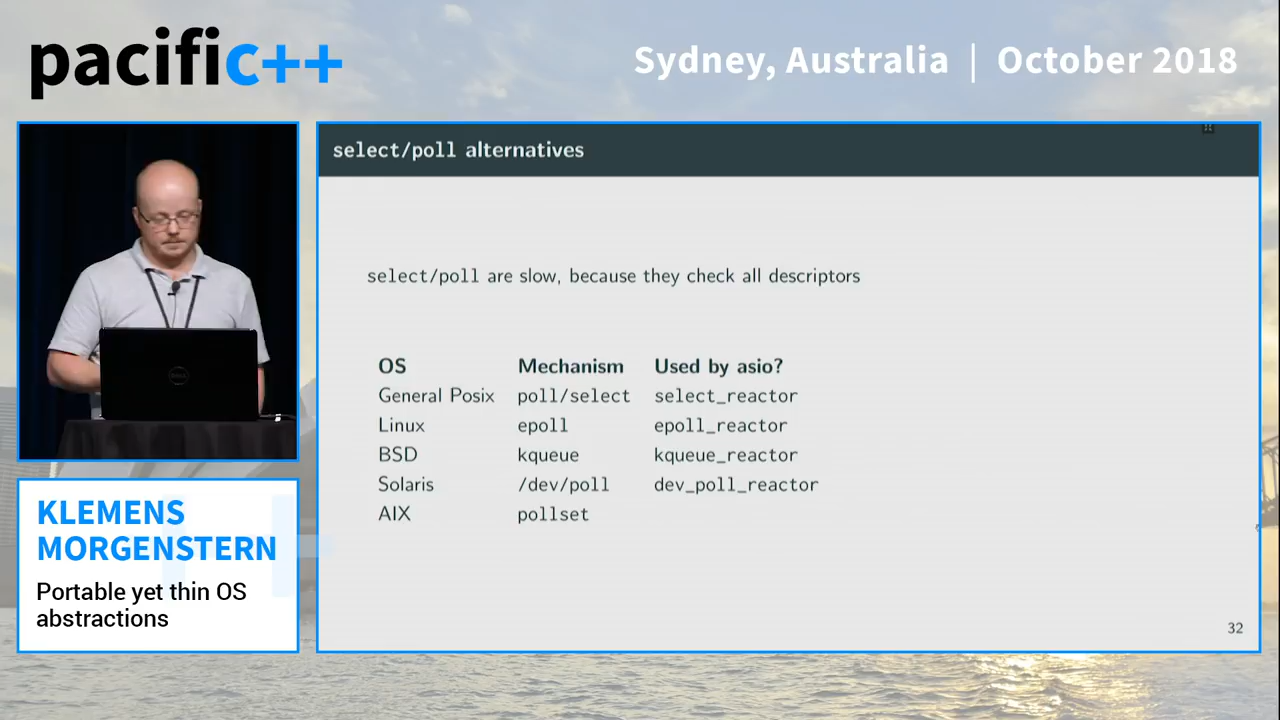 pacific++
Sydney, Australia | October 2018
select/poll alternatives
select/poll are slow, because they check all descriptors
OS Mechanism Used by asio?
General Posix poll/select select_reactor
Linux epoll epoll_reactor
BSD kqueue kqueue_reactor
Solaris /dev/poll dev_poll_reactor
AIX pollset
32
KLEMENS
MORGENSTERN
Portable yet thin OS
abstractions